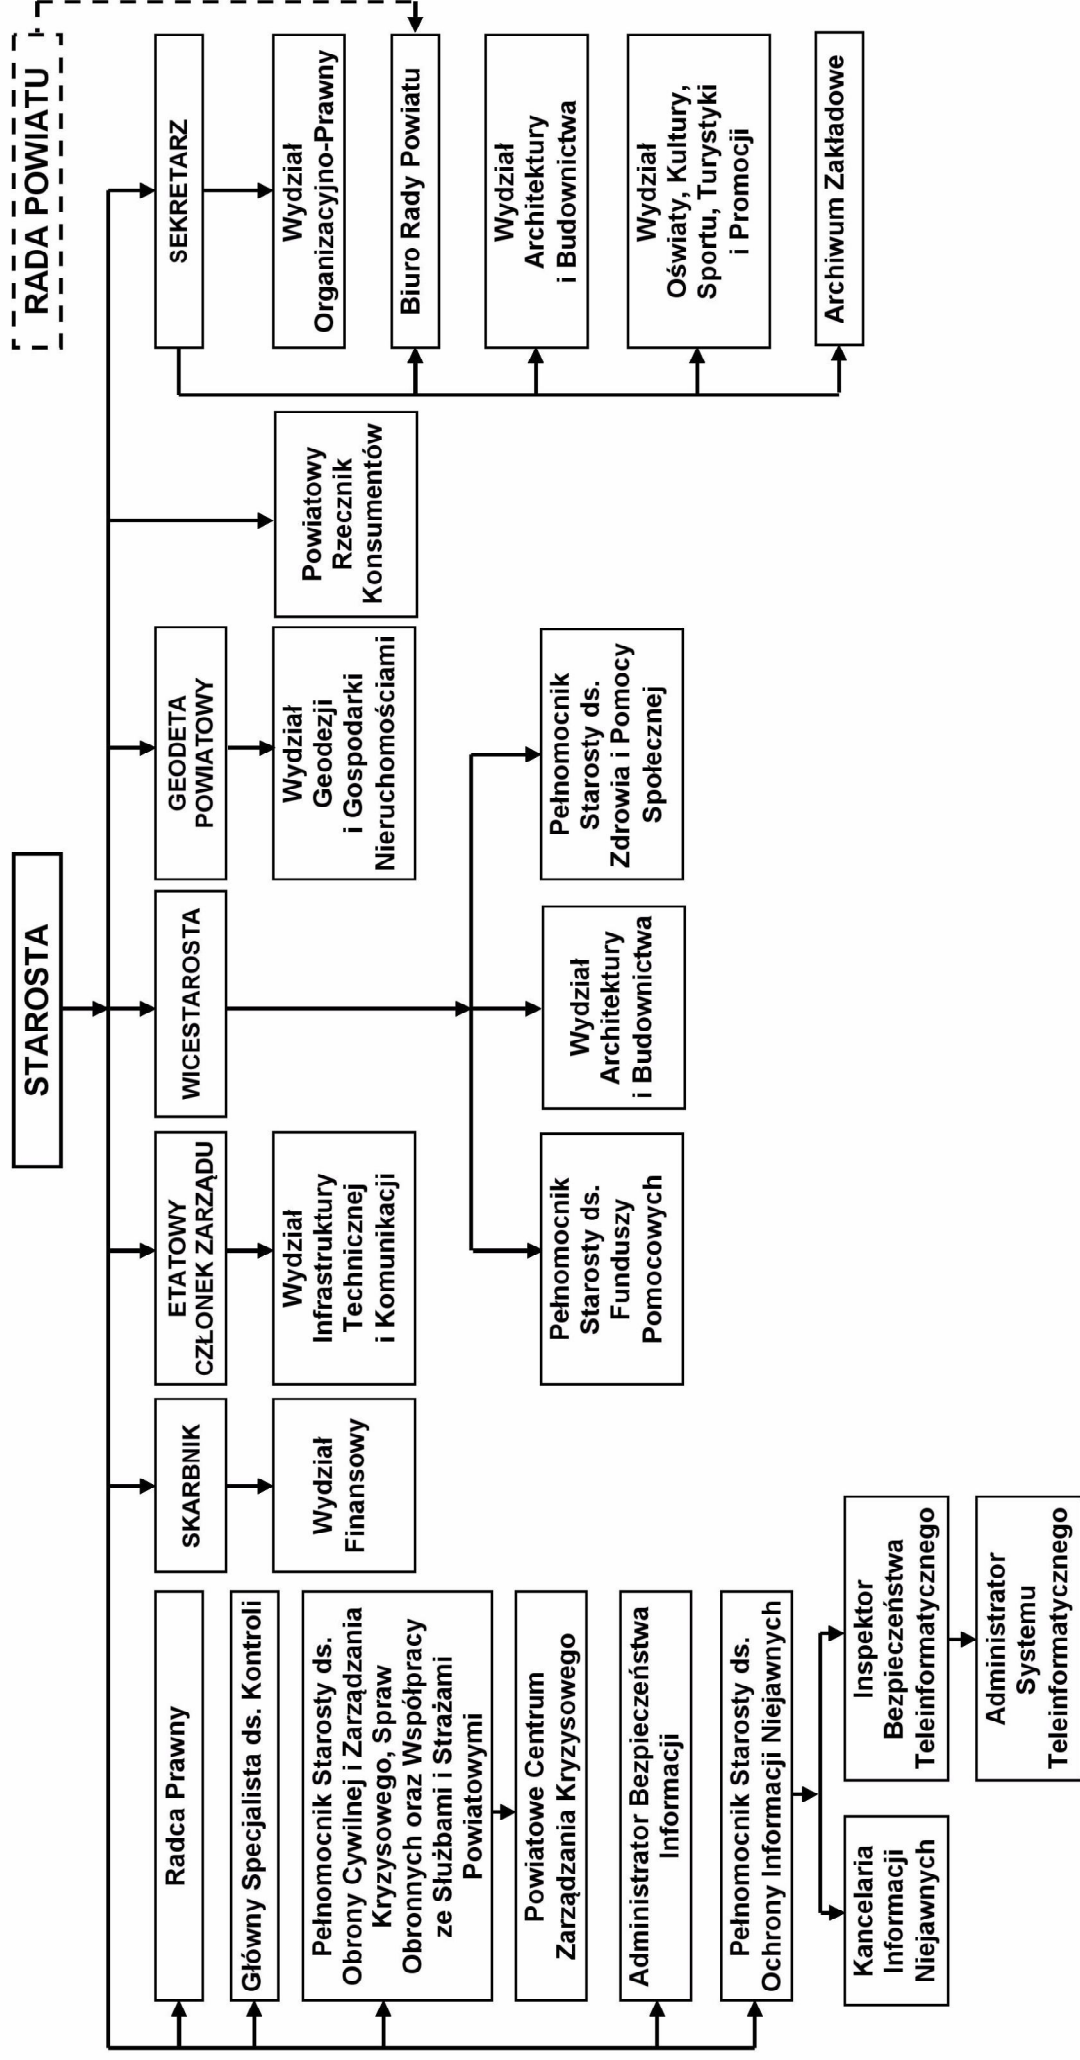 STAROSTA
RADA POWIATU
Radca Prawny
Główny Specjalista ds. Kontroli
Pełnomocnik Starosty ds.
Obrony Cywilnej i Zarządzania
Kryzysowego, Spraw
Obronnych oraz Współpracy
ze Służbami i Strażami
Powiatowymi
Powiatowe Centrum
Zarządzania Kryzysowego
Administrator Bezpieczeństwa
Informacji
Pełnomocnik Starosty ds.
Ochrony Informacji Niejawnych
Kancelaria
Informacji
Niejawnych
Inspektor
Bezpieczeństwa
Teleinformatycznego
Administrator
Systemu
Teleinformatycznego
SKARBNIK
Wydział
Finansowy
ETATOWY
CZŁONEK ZARZĄDU
Wydział
Infrastruktury
Technicznej
i Komunikacji
WICESTAROSTA
Pełnomocnik
Starosty ds.
Funduszy
Pomocowych
Wydział
Architektury
i Budownictwa
Pełnomocnik
Starosty ds.
Zdrowia i Pomocy
Społecznej
GEODETA
POWIATOWY
Wydział
Geodezji
i Gospodarki
Nieruchomościami
Powiatowy
Rzecznik
Konsumentów
SEKRETARZ
Wydział
Organizacyjno-Prawny
Biuro Rady Powiatu
Wydział
Architektury
i Budownictwa
Wydział
Oświaty, Kultury,
Sportu, Turystyki
i Promocji
Archiwum Zakładowe